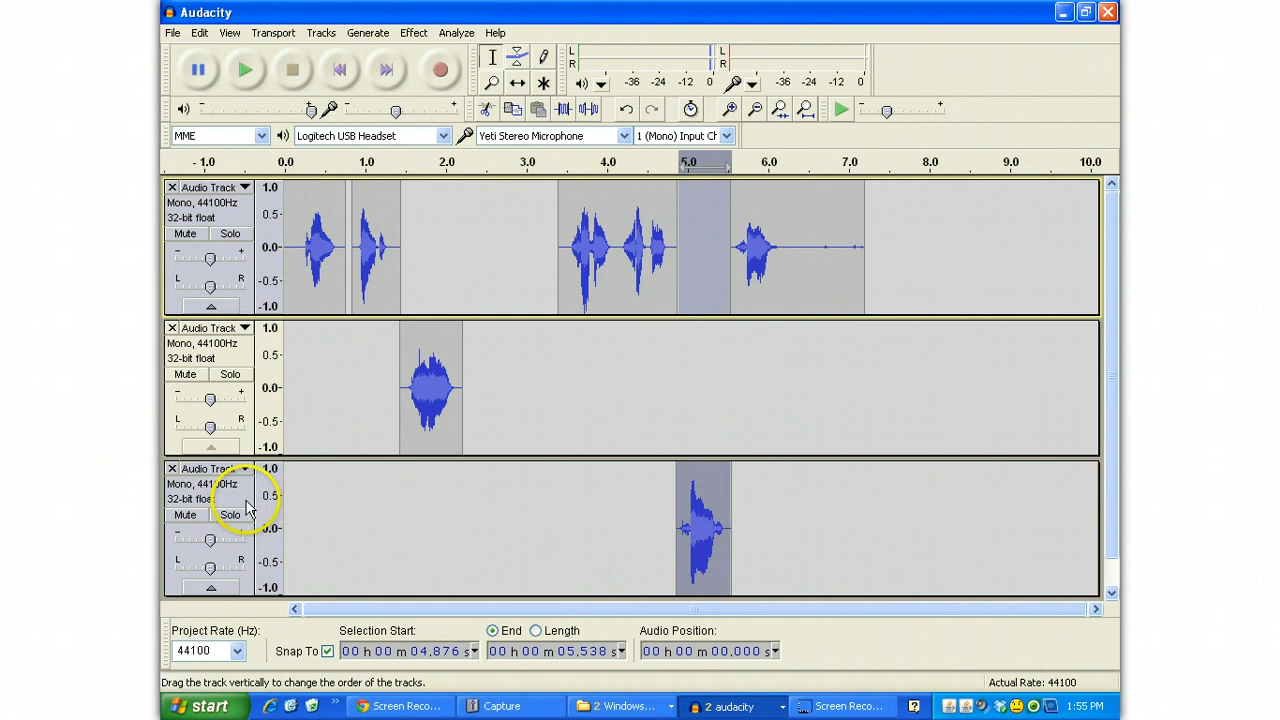 Audacity
File Edit View Transport Tracks Generate Effect Analyze Help
L
R
-36 -24 -12 0
L
R
-36 -24 -12 0
MME
Logitech USB Headset
Yeti Stereo Microphone
1 (Mono) Input Ch
- 1.0 0.0 1.0 2.0 3.0 4.0 5.0 6.0 7.0 8.0 9.0 10.0
Audio Track
Mono, 44100Hz
32-bit float
Mute Solo
- +
L R
1.0
0.5
0.0
-0.5
-1.0
Audio Track
Mono, 44100Hz
32-bit float
Mute Solo
- +
L R
1.0
0.5
0.0
-0.5
-1.0
Audio Track
Mono, 44100Hz
32-bit float
Mute Solo
- +
L R
1.0
0.5
0.0
-0.5
-1.0
Project Rate (Hz):
44100
Snap To
Selection Start:
00 h 00 m 04.876 s
End Length
00 h 00 m 05.538 s
Audio Position:
00 h 00 m 00.000 s
Drag the track vertically to change the order of the tracks.
Actual Rate: 44100
start
Screen Reco...
Capture
2 Windows...
2 audacity
Screen Reco...
1:55 PM